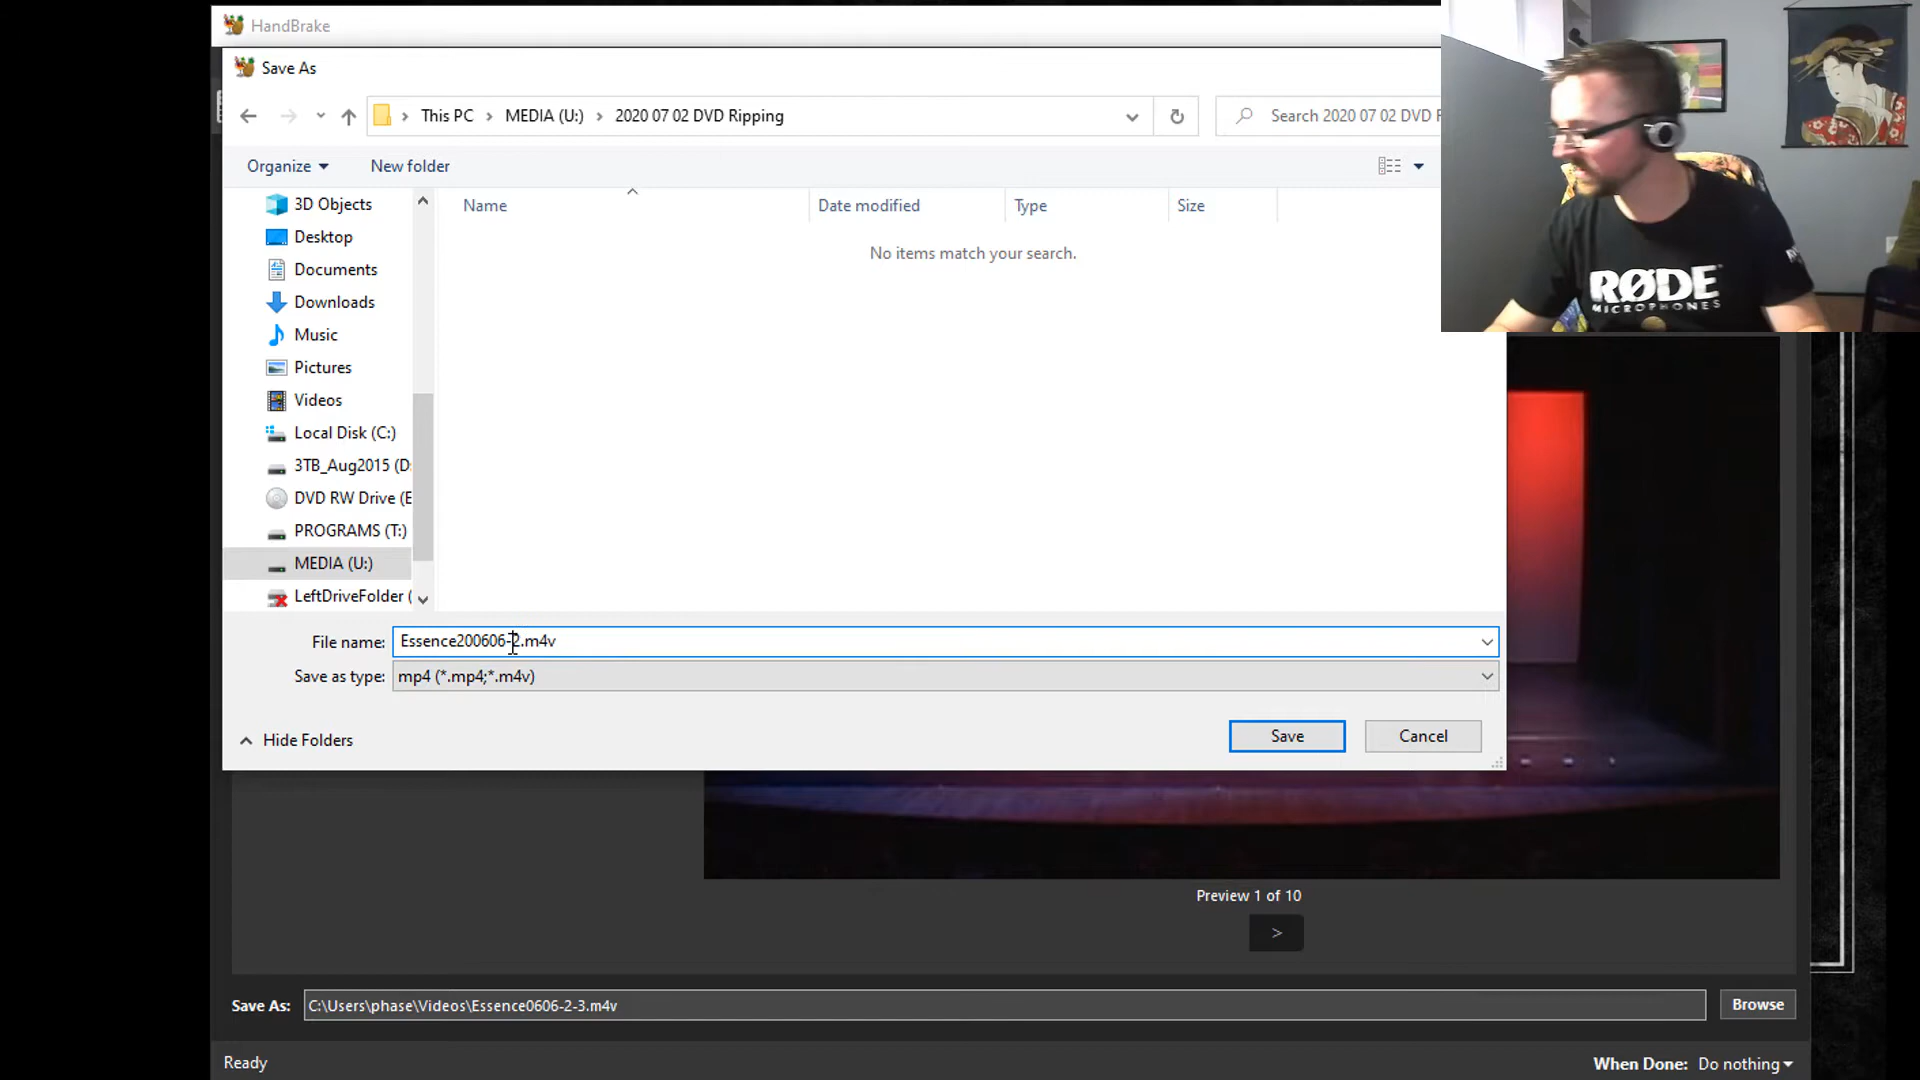 HandBrake
Save As
This PC > MEDIA (U:) > 2020 07 02 DVD Ripping
Search 2020 07 02 DVD R
Organize
New folder
Name
Date modified
Type
Size
No items match your search.
3D Objects
Desktop
Documents
Downloads
Music
Pictures
Videos
Local Disk (C:)
3TB_Aug2015 (D:
DVD RW Drive (E
PROGRAMS (T:)
MEDIA (U:)
LeftDriveFolder (
RØDE
MICROPHONES
File name: Essence200606-2.m4v
Save as type: mp4 (*.mp4;*.m4v)
Hide Folders
Save
Cancel
Preview 1 of 10
>
Save As: C:\Users\phase\Videos\Essence0606-2-3.m4v
Browse
Ready
When Done: Do nothing